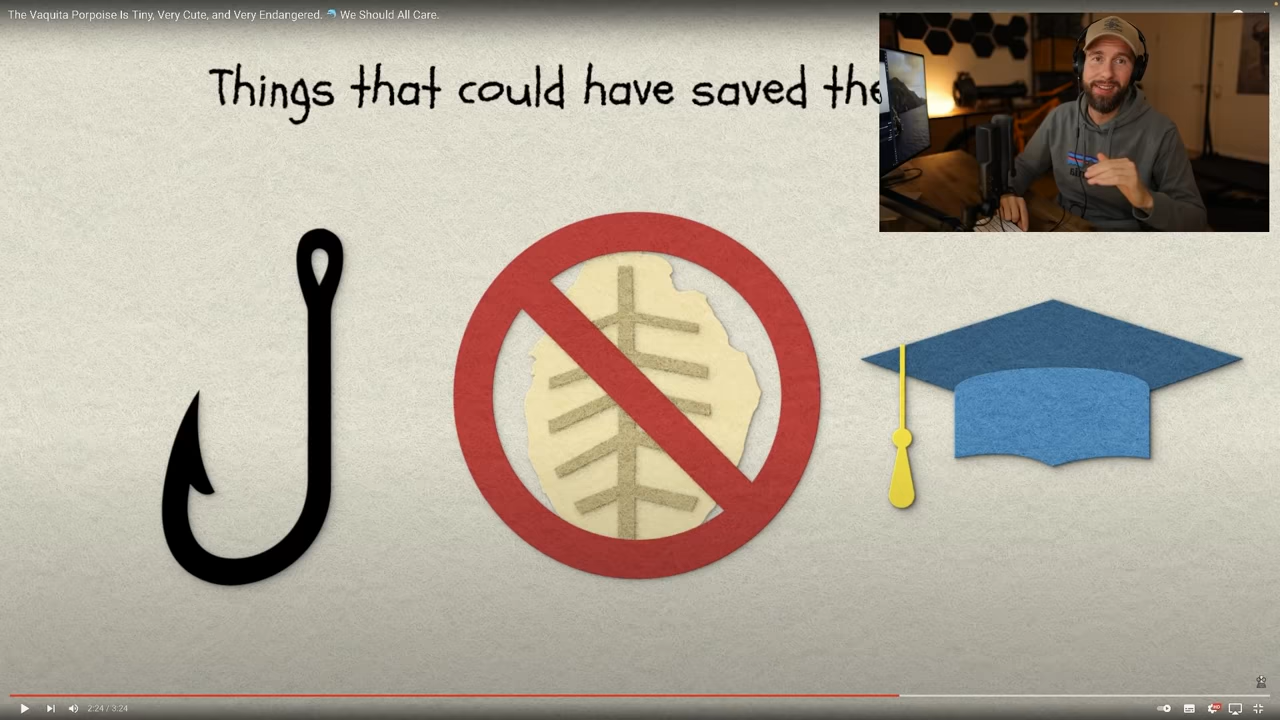 The Vaquita Porpoise Is Tiny, Very Cute, and Very Endangered. 🐬 We Should All Care.
Things that could have saved the
2:24 / 3:24